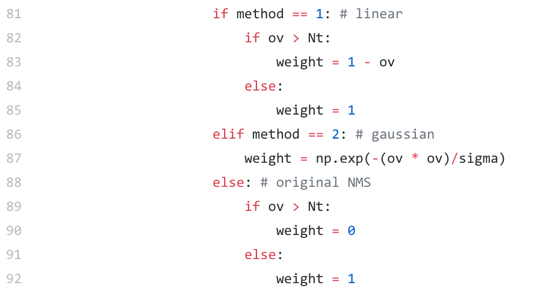 81 if method == 1: # linear
82 if ov > Nt:
83 weight = 1 - ov
84 else:
85 weight = 1
86 elif method == 2: # gaussian
87 weight = np.exp(-(ov * ov)/sigma)
88 else: # original NMS
89 if ov > Nt:
90 weight = 0
91 else:
92 weight = 1